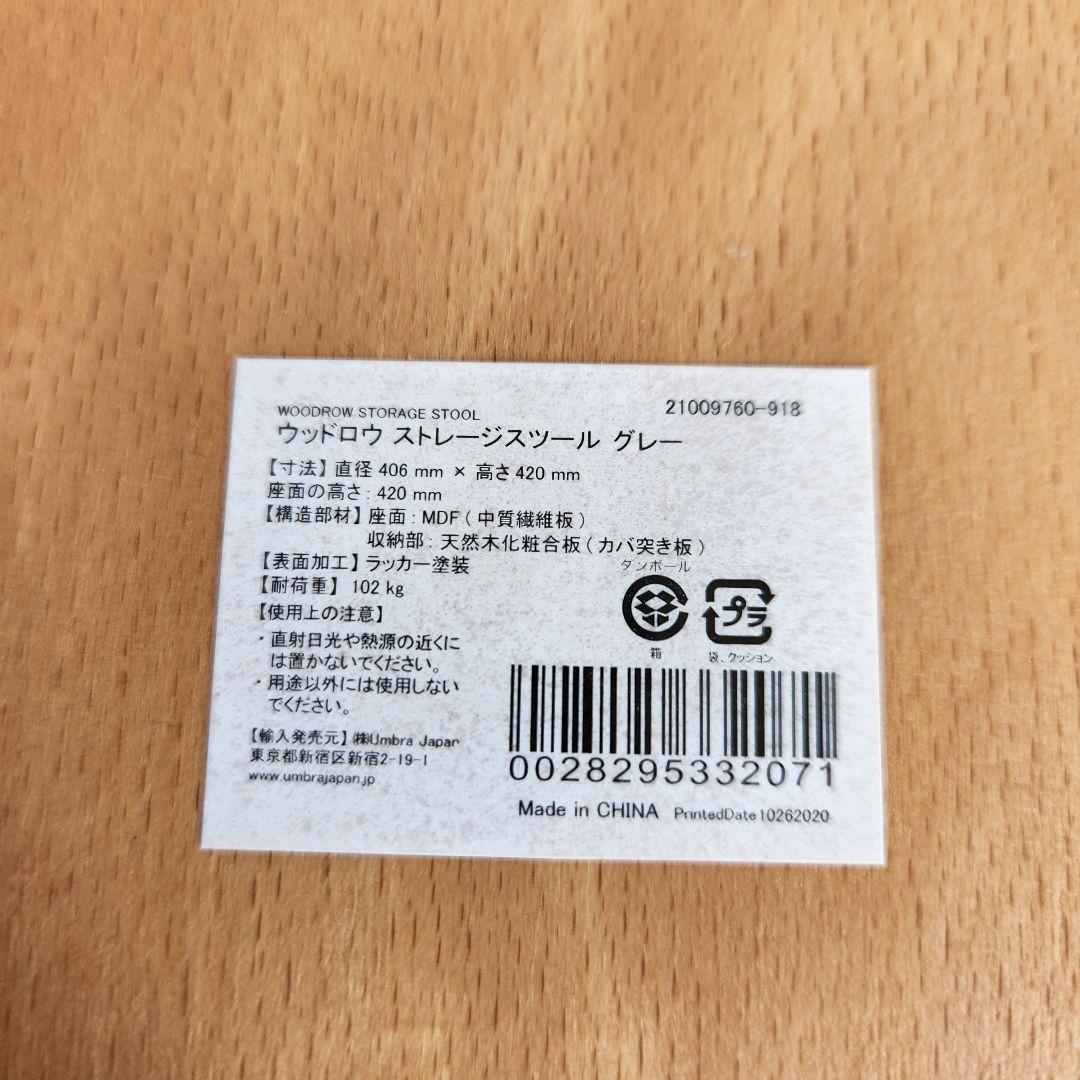 WOODROW STORAGE STOOL 21009760-918
ウッドロウ ストレージスツール グレー
【寸法】直径 406 mm × 高さ 420 mm
座面の高さ: 420 mm
【構造部材】座面: MDF (中質繊維板)
収納部: 天然木化粧合板(カバ突き板)
【表面加工】ラッカー塗装
【耐荷重】 102 kg
【使用上の注意】
・直射日光や熱源の近くに
は置かないでください。
・用途以外には使用しない
でください。
【輸入発売元】㈱Umbra Japan
東京都新宿区新宿2-19-1
www.umbrajapan.jp
ダンボール
箱
プラ
袋、クッション
0028295332071
Made in CHINA PrintedDate10262020